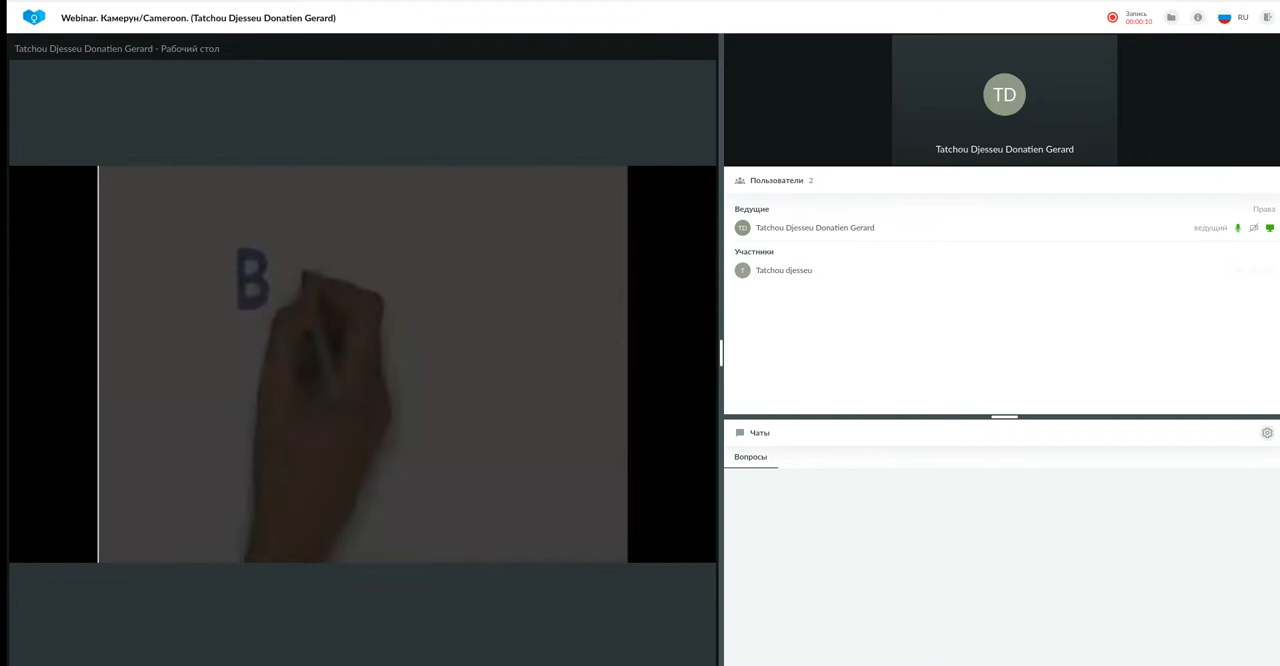 Webinar. Камерун/Cameroon. (Tatchou Djesseu Donatien Gerard)
Запись
00:00:10
RU
Tatchou Djesseu Donatien Gerard - Рабочий стол
TD
Tatchou Djesseu Donatien Gerard
Пользователи 2
Ведущие Права
TD Tatchou Djesseu Donatien Gerard ведущий
Участники
T Tatchou djesseu
B
Чаты
Вопросы